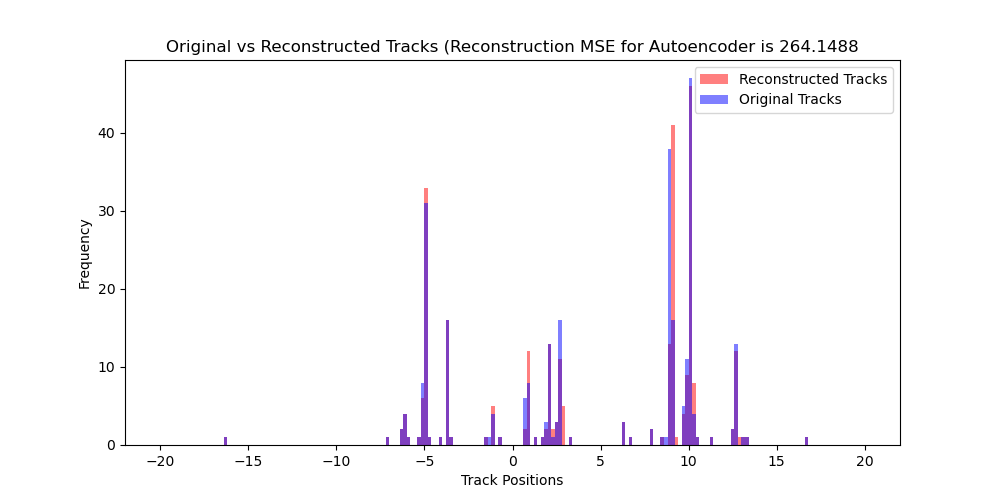 Original vs Reconstructed Tracks (Reconstruction MSE for Autoencoder is 264.1488
Reconstructed Tracks
Original Tracks
Frequency
40
30
20
10
0
−20
−15
−10
−5
0
5
10
15
20
Track Positions